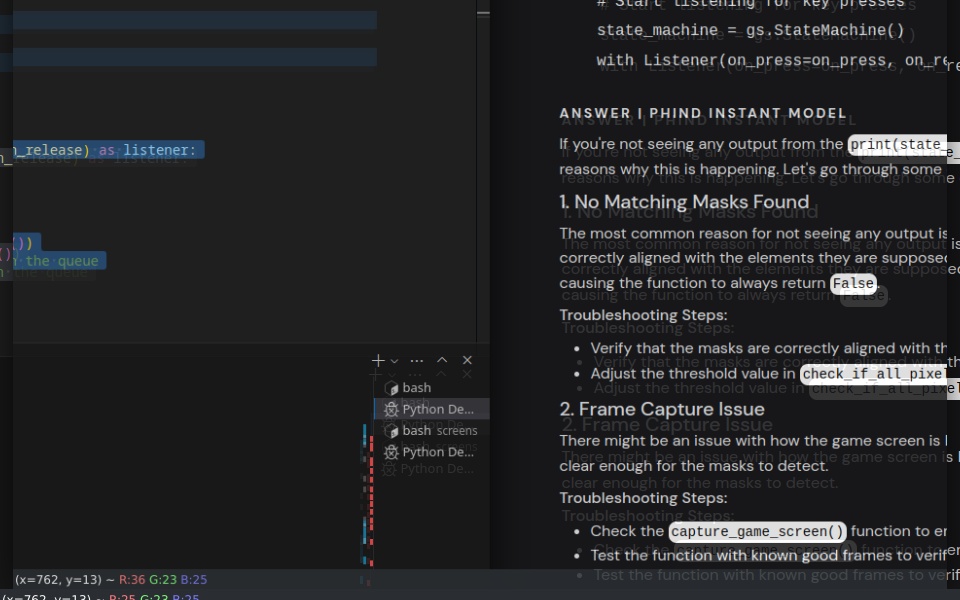 # Start listening for key presses
state_machine = gs.StateMachine()
with Listener(on_press=on_press, on_re
n_release) as listener:
())
the queue
ANSWER | PHIND INSTANT MODEL
If you're not seeing any output from the print(state_
reasons why this is happening. Let's go through some
1. No Matching Masks Found
The most common reason for not seeing any output is
correctly aligned with the elements they are supposed
causing the function to always return False.
Troubleshooting Steps:
• Verify that the masks are correctly aligned with th
• Adjust the threshold value in check_if_all_pixel
2. Frame Capture Issue
There might be an issue with how the game screen is
clear enough for the masks to detect.
Troubleshooting Steps:
• Check the capture_game_screen() function to en
• Test the function with known good frames to verif
bash
Python De...
bash screens
Python De...
(x=762, y=13) ~ R:36 G:23 B:25
(x=762, y=13) ~ R:25 G:23 B:25